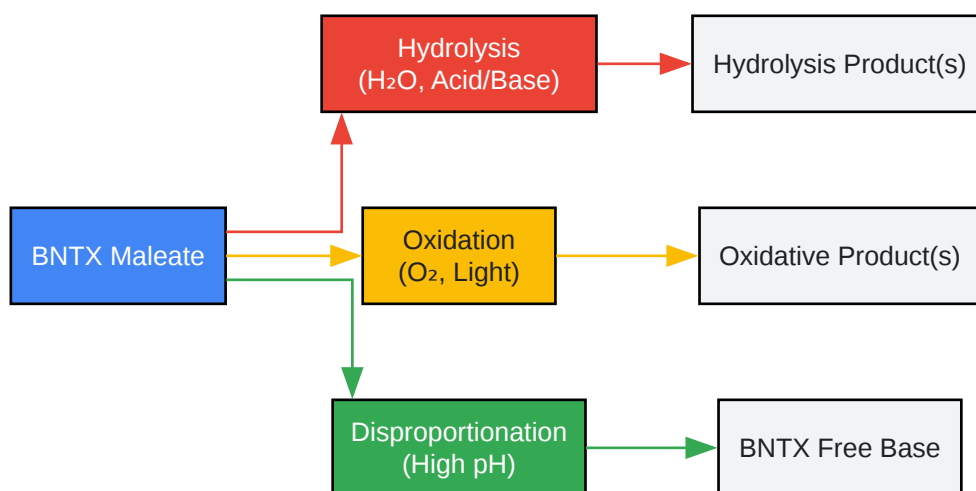 Hydrolysis
(H₂O, Acid/Base)
Hydrolysis Product(s)
BNTX Maleate
Oxidation
(O₂, Light)
Oxidative Product(s)
Disproportionation
(High pH)
BNTX Free Base